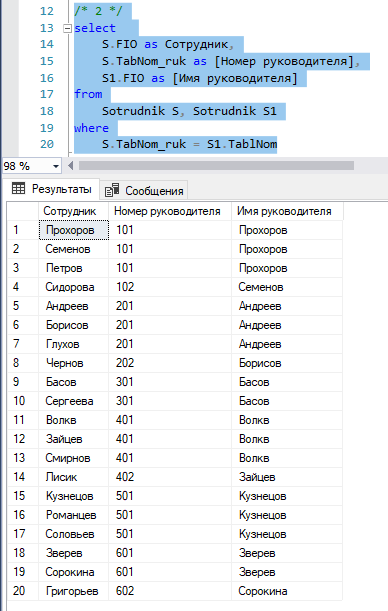 12 /* 2 */
13 select
14 S.FIO as Сотрудник,
15 S.TabNom_ruk as [Номер руководителя],
16 S1.FIO as [Имя руководителя]
17 from
18 Sotrudnik S, Sotrudnik S1
19 where
20 S.TabNom_ruk = S1.TablNom
98 %
Результаты Сообщения
Сотрудник Номер руководителя Имя руководителя
1 Прохоров 101 Прохоров
2 Семенов 101 Прохоров
3 Петров 101 Прохоров
4 Сидорова 102 Семенов
5 Андреев 201 Андреев
6 Борисов 201 Андреев
7 Глухов 201 Андреев
8 Чернов 202 Борисов
9 Басов 301 Басов
10 Сергеева 301 Басов
11 Волкв 401 Волкв
12 Зайцев 401 Волкв
13 Смирнов 401 Волкв
14 Лисик 402 Зайцев
15 Кузнецов 501 Кузнецов
16 Романцев 501 Кузнецов
17 Соловьев 501 Кузнецов
18 Зверев 601 Зверев
19 Сорокина 601 Зверев
20 Григорьев 602 Сорокина